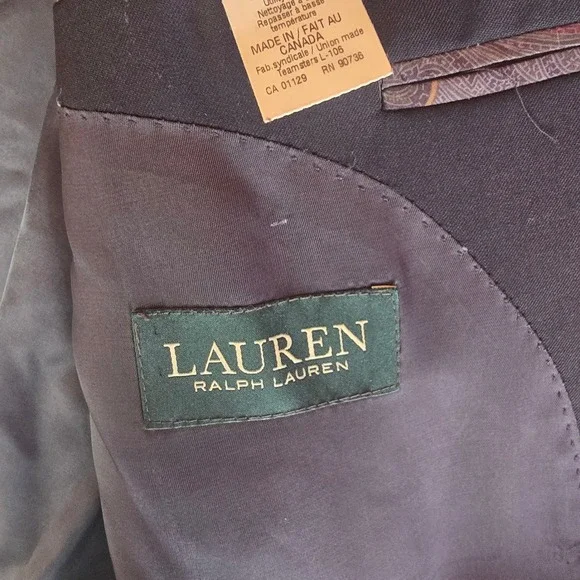 Nettoyage à
Repasser à basse
température
MADE IN / FAIT AU
CANADA
Fab. syndicale / Union made
Teamsters L-106
CA 01129 RN 90736
LAUREN
RALPH LAUREN